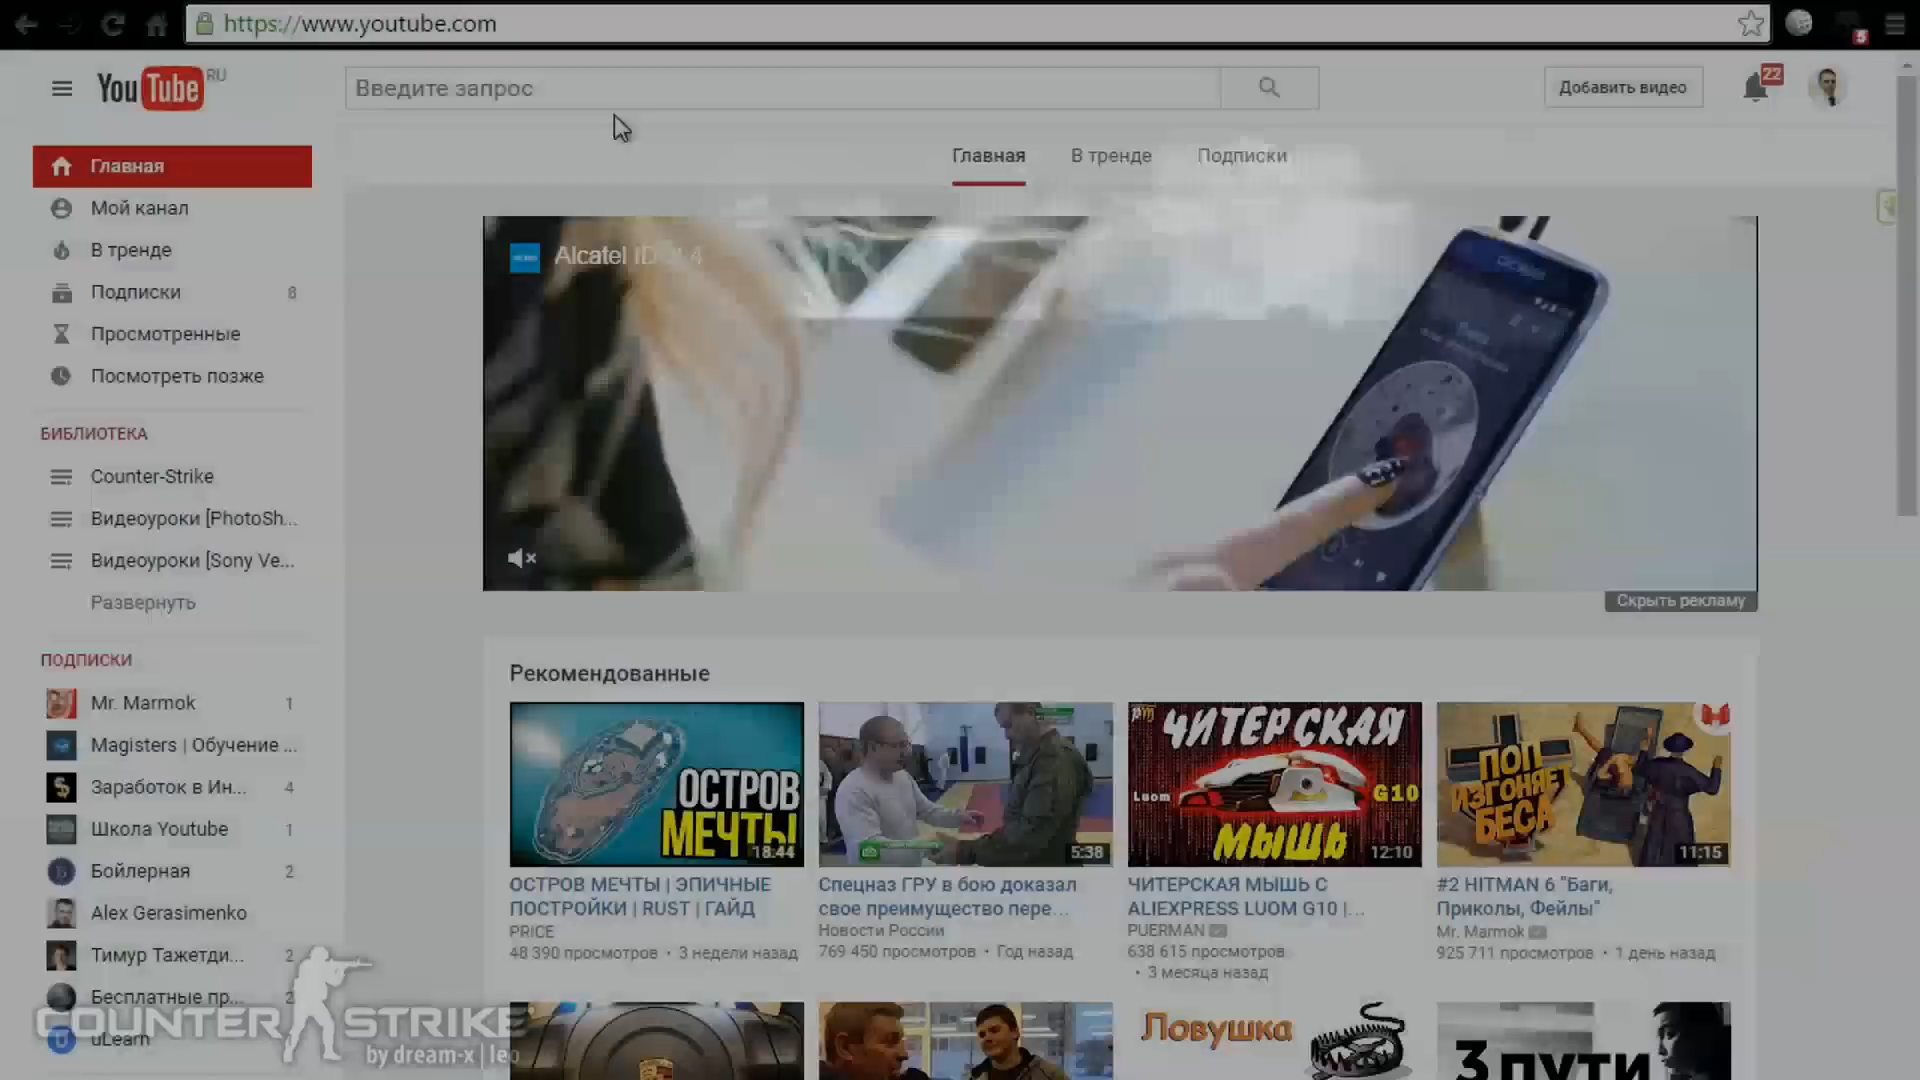 https://www.youtube.com
5
YouTube RU
Введите запрос
Добавить видео
22
Главная
В тренде
Подписки
Главная
Мой канал
В тренде
Подписки 8
Просмотренные
Посмотреть позже
БИБЛИОТЕКА
Counter-Strike
Видеоуроки [PhotoSh...
Видеоуроки [Sony Ve...
Развернуть
ПОДПИСКИ
Mr. Marmok 1
Magisters | Обучение ...
Заработок в Ин... 4
Школа Youtube 1
Бойлерная 2
Alex Gerasimenko
Тимур Тажетди... 2
Бесплатные пр... 2
uLearn
COUNTER STRIKE
by dream-x | leo
Alcatel IDOL 4
Скрыть рекламу
Рекомендованные
ОСТРОВ
МЕЧТЫ
18:44
ОСТРОВ МЕЧТЫ | ЭПИЧНЫЕ
ПОСТРОЙКИ | RUST | ГАЙД
PRICE
48 390 просмотров • 3 недели назад
5:38
Спецназ ГРУ в бою доказал
свое преимущество пере...
Новости России
769 450 просмотров • Год назад
ЧИТЕРСКАЯ
Luom
G10
МЫШЬ
12:10
ЧИТЕРСКАЯ МЫШЬ С
ALIEXPRESS LUOM G10 |...
PUERMAN
638 615 просмотров
• 3 месяца назад
ПОП
ИЗГОНЯЕТ
БЕСА
11:15
#2 HITMAN 6 "Баги,
Приколы, Фейлы"
Mr. Marmok
925 711 просмотров • 1 день назад
Ловушка
3 пути